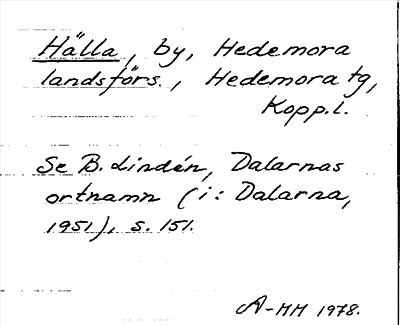 Hälla, by, Hedemora
landsförs., Hedemora tg,
Kopp.l.
Se B. Lindén, Dalarnas
ortnamn (i: Dalarna,
1951), s. 151.
A-MM 1978.